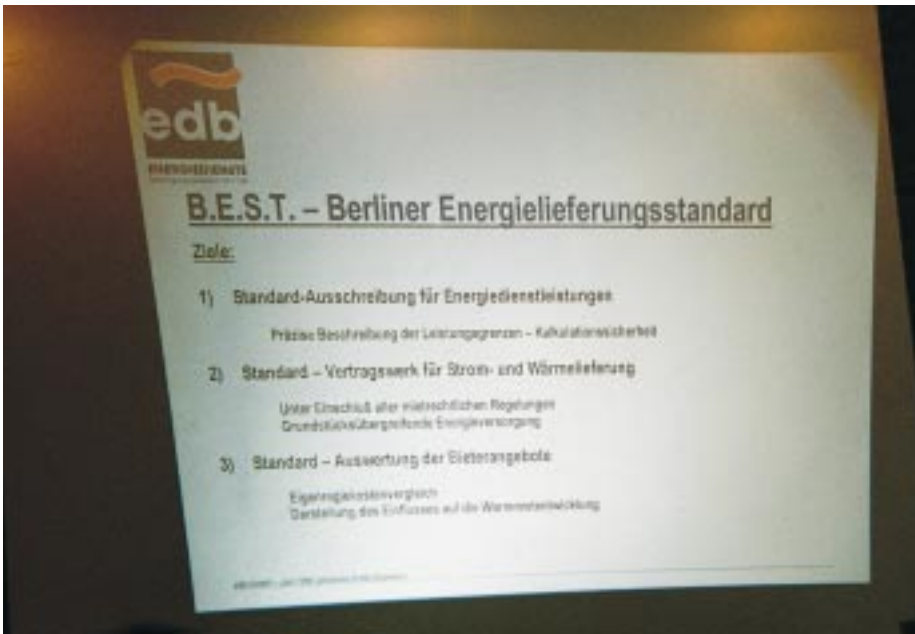 edb
ENERGIEDIENSTE
B.E.S.T. – Berliner Energielieferungsstandard
Ziele:
1) Standard-Ausschreibung für Energiedienstleistungen
Präzise Beschreibung der Leistungsgrenzen – Kalkulationssicherheit
2) Standard – Vertragswerk für Strom- und Wärmelieferung
Unter Einschluß aller mietrechtlichen Regelungen
Grundstücksübergreifende Energieversorgung
3) Standard – Auswertung der Bieterangebote
Eigenregiekostenvergleich
Darstellung des Einflusses auf die